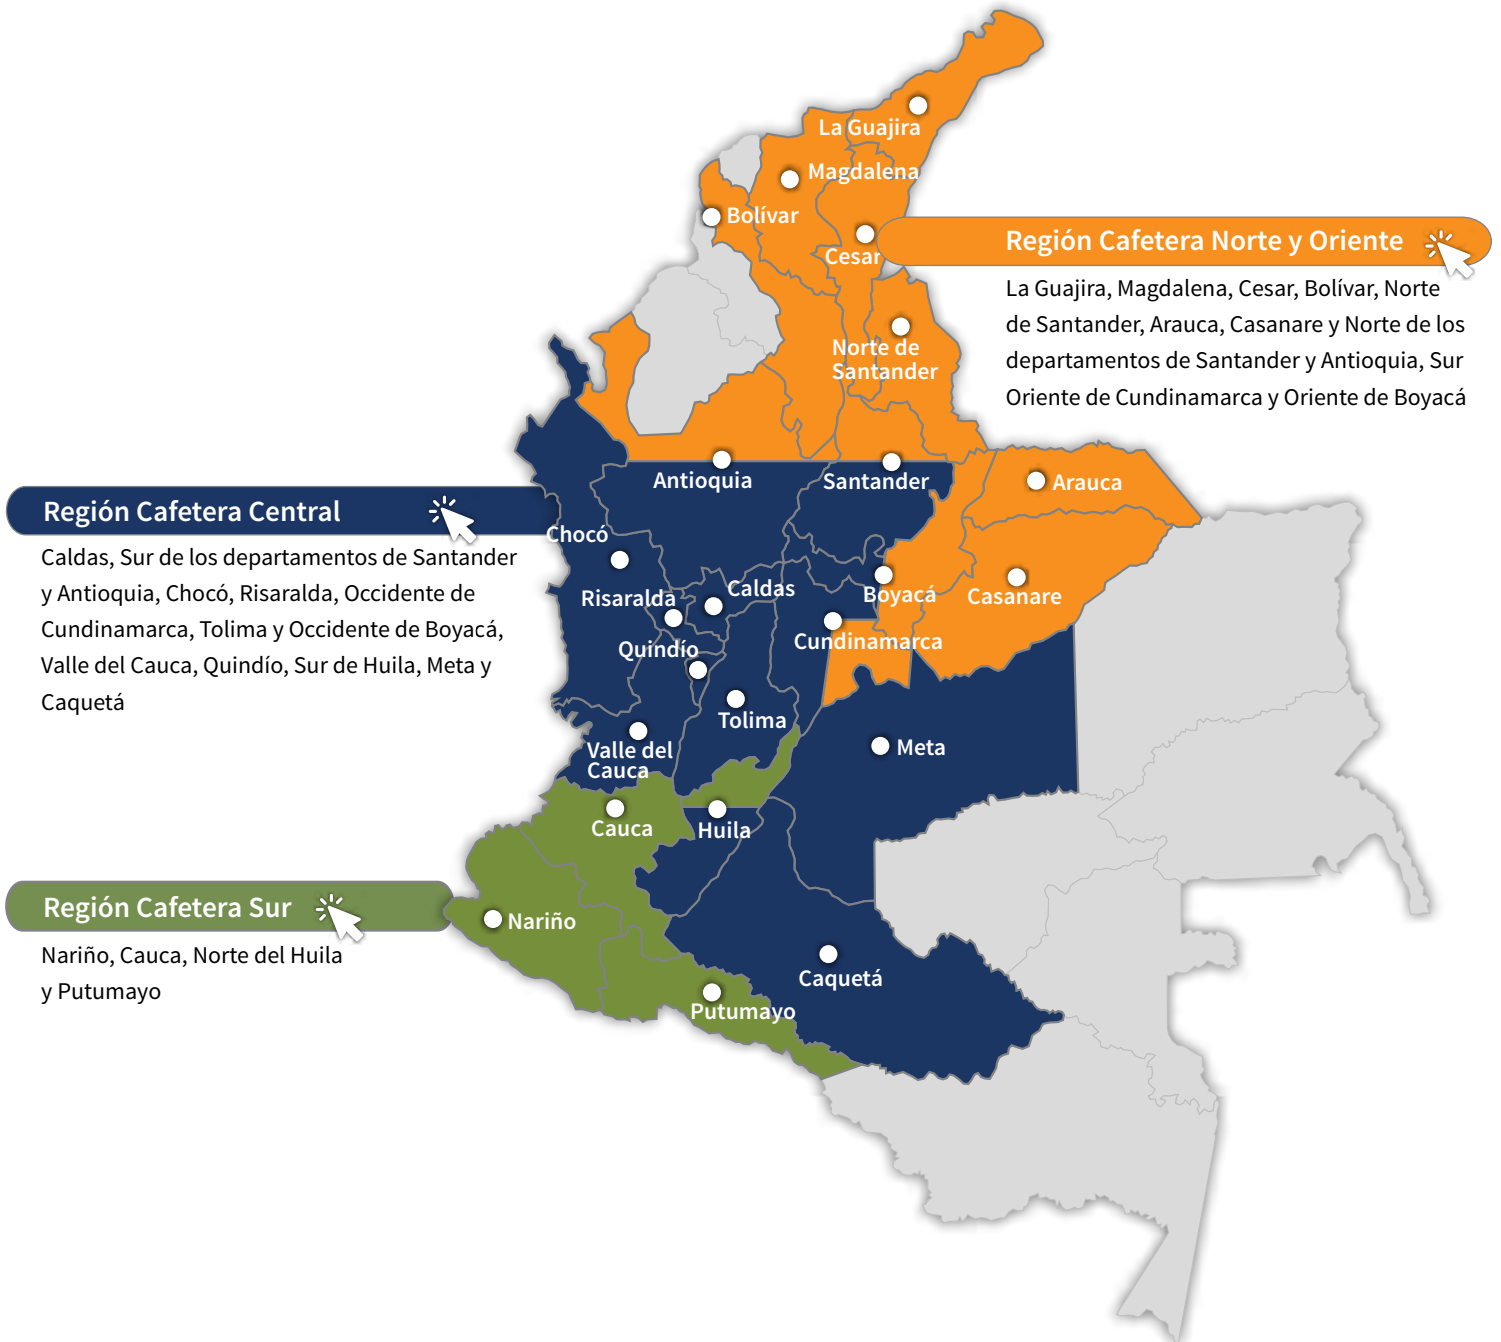 La Guajira
Magdalena
Bolívar
Cesar
Región Cafetera Norte y Oriente
La Guajira, Magdalena, Cesar, Bolívar, Norte
de Santander, Arauca, Casanare y Norte de los
departamentos de Santander y Antioquia, Sur
Oriente de Cundinamarca y Oriente de Boyacá
Norte de
Santander
Antioquia
Santander
Arauca
Región Cafetera Central
Caldas, Sur de los departamentos de Santander
y Antioquia, Chocó, Risaralda, Occidente de
Cundinamarca, Tolima y Occidente de Boyacá,
Valle del Cauca, Quindío, Sur de Huila, Meta y
Caquetá
Chocó
Risaralda
Caldas
Boyacá
Casanare
Quindío
Cundinamarca
Tolima
Valle del
Cauca
Meta
Cauca
Huila
Región Cafetera Sur
Nariño, Cauca, Norte del Huila
y Putumayo
Nariño
Caquetá
Putumayo